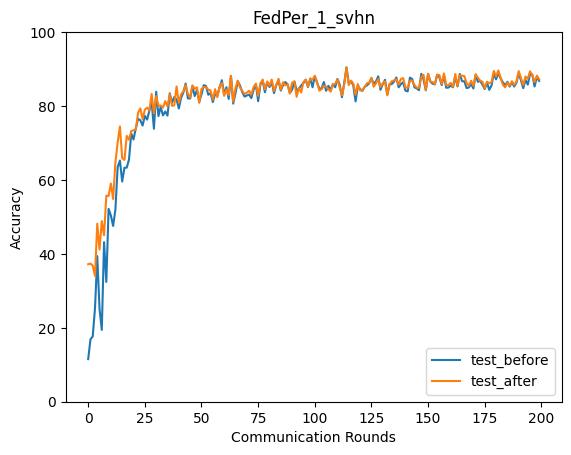 FedPer_1_svhn
100
80
60
40
20
0
Accuracy
0 25 50 75 100 125 150 175 200
Communication Rounds
test_before
test_after